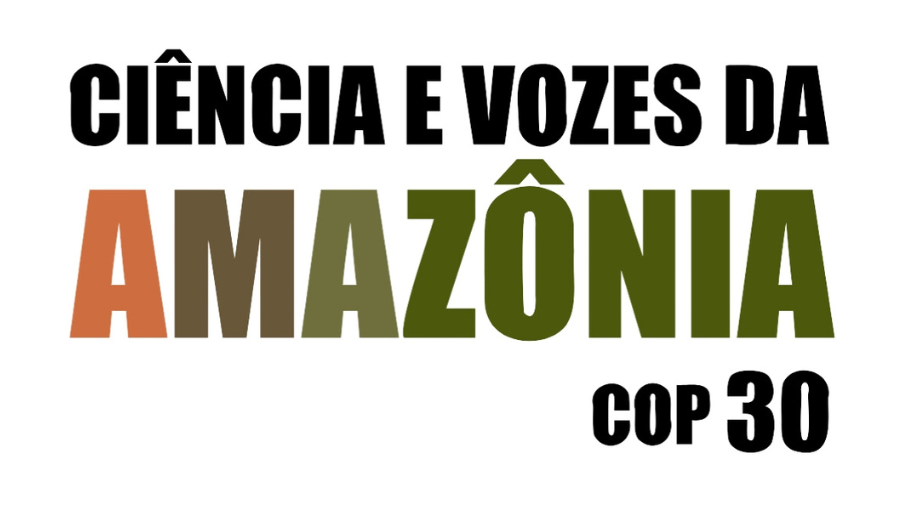 CIÊNCIA E VOZES DA
AMAZÔNIA
COP 30